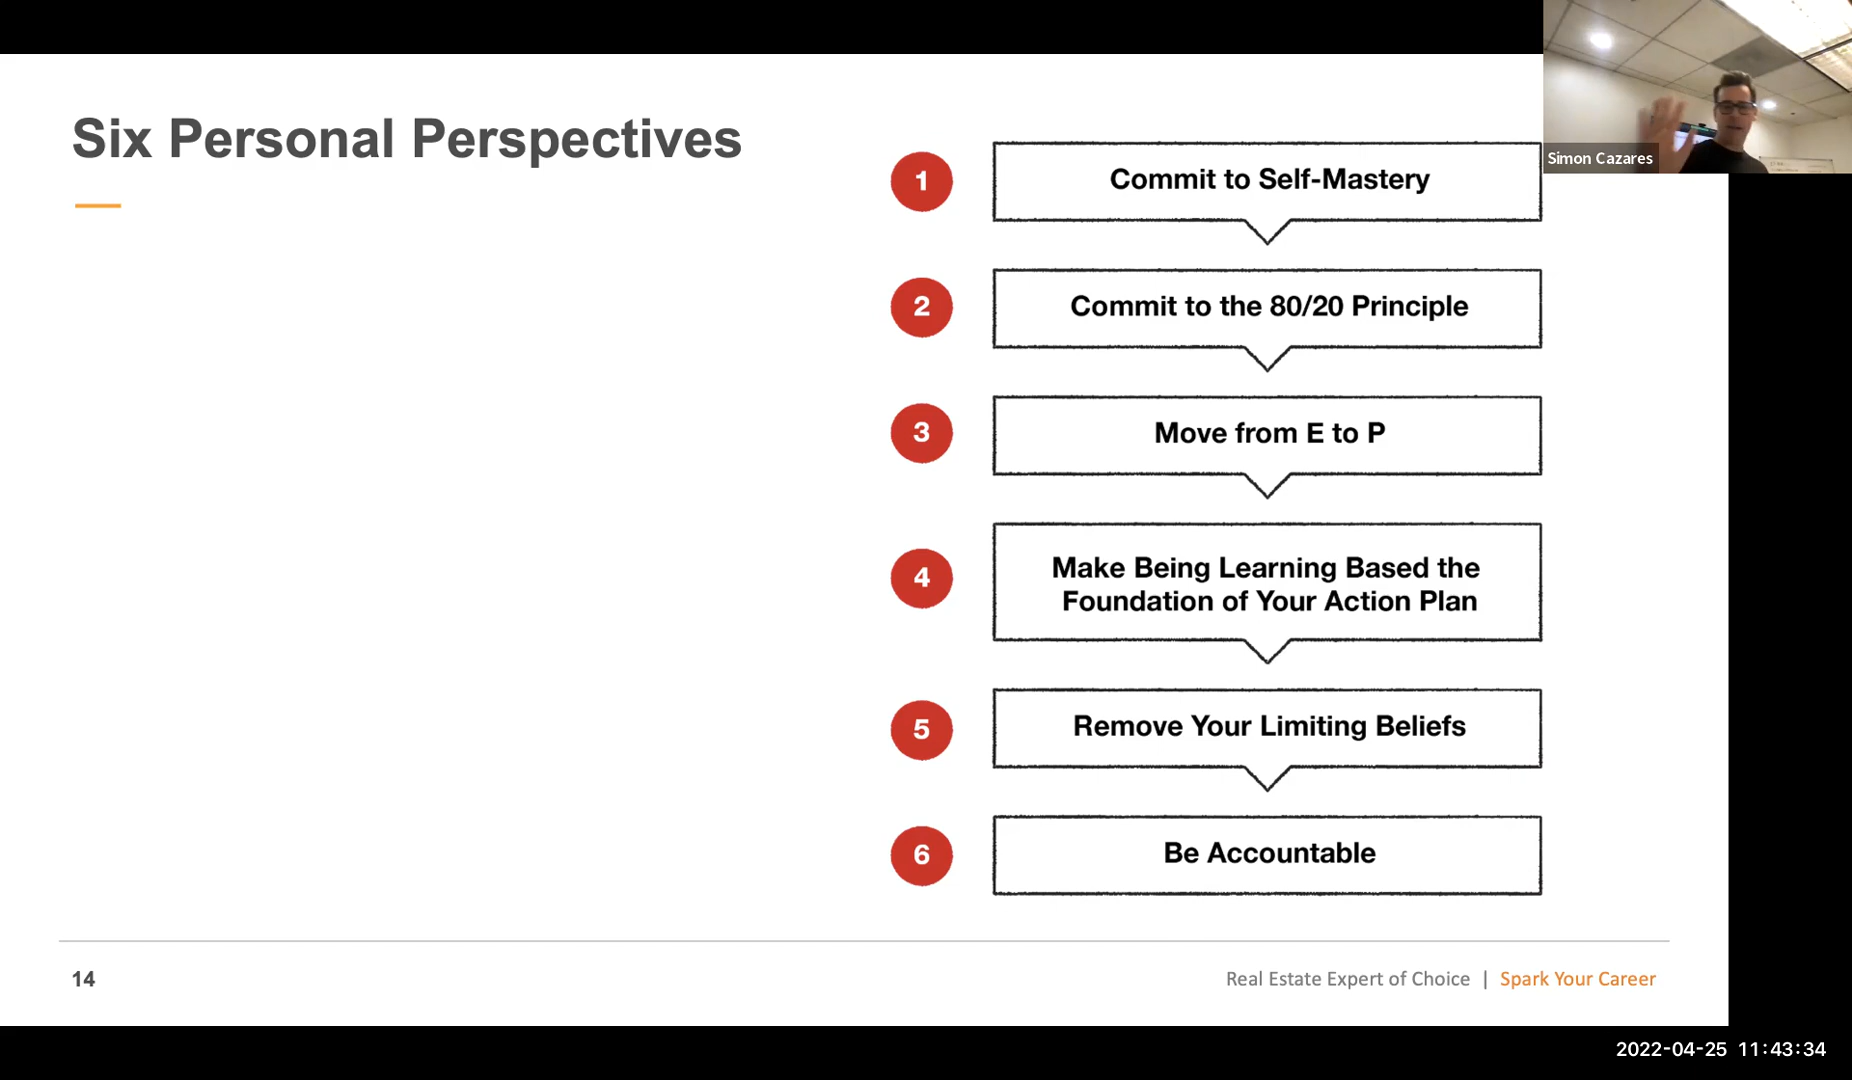 Six Personal Perspectives
1
Commit to Self-Mastery
2
Commit to the 80/20 Principle
3
Move from E to P
4
Make Being Learning Based the
Foundation of Your Action Plan
5
Remove Your Limiting Beliefs
6
Be Accountable
Simon Cazares
14
Real Estate Expert of Choice | Spark Your Career
2022-04-25 11:43:34